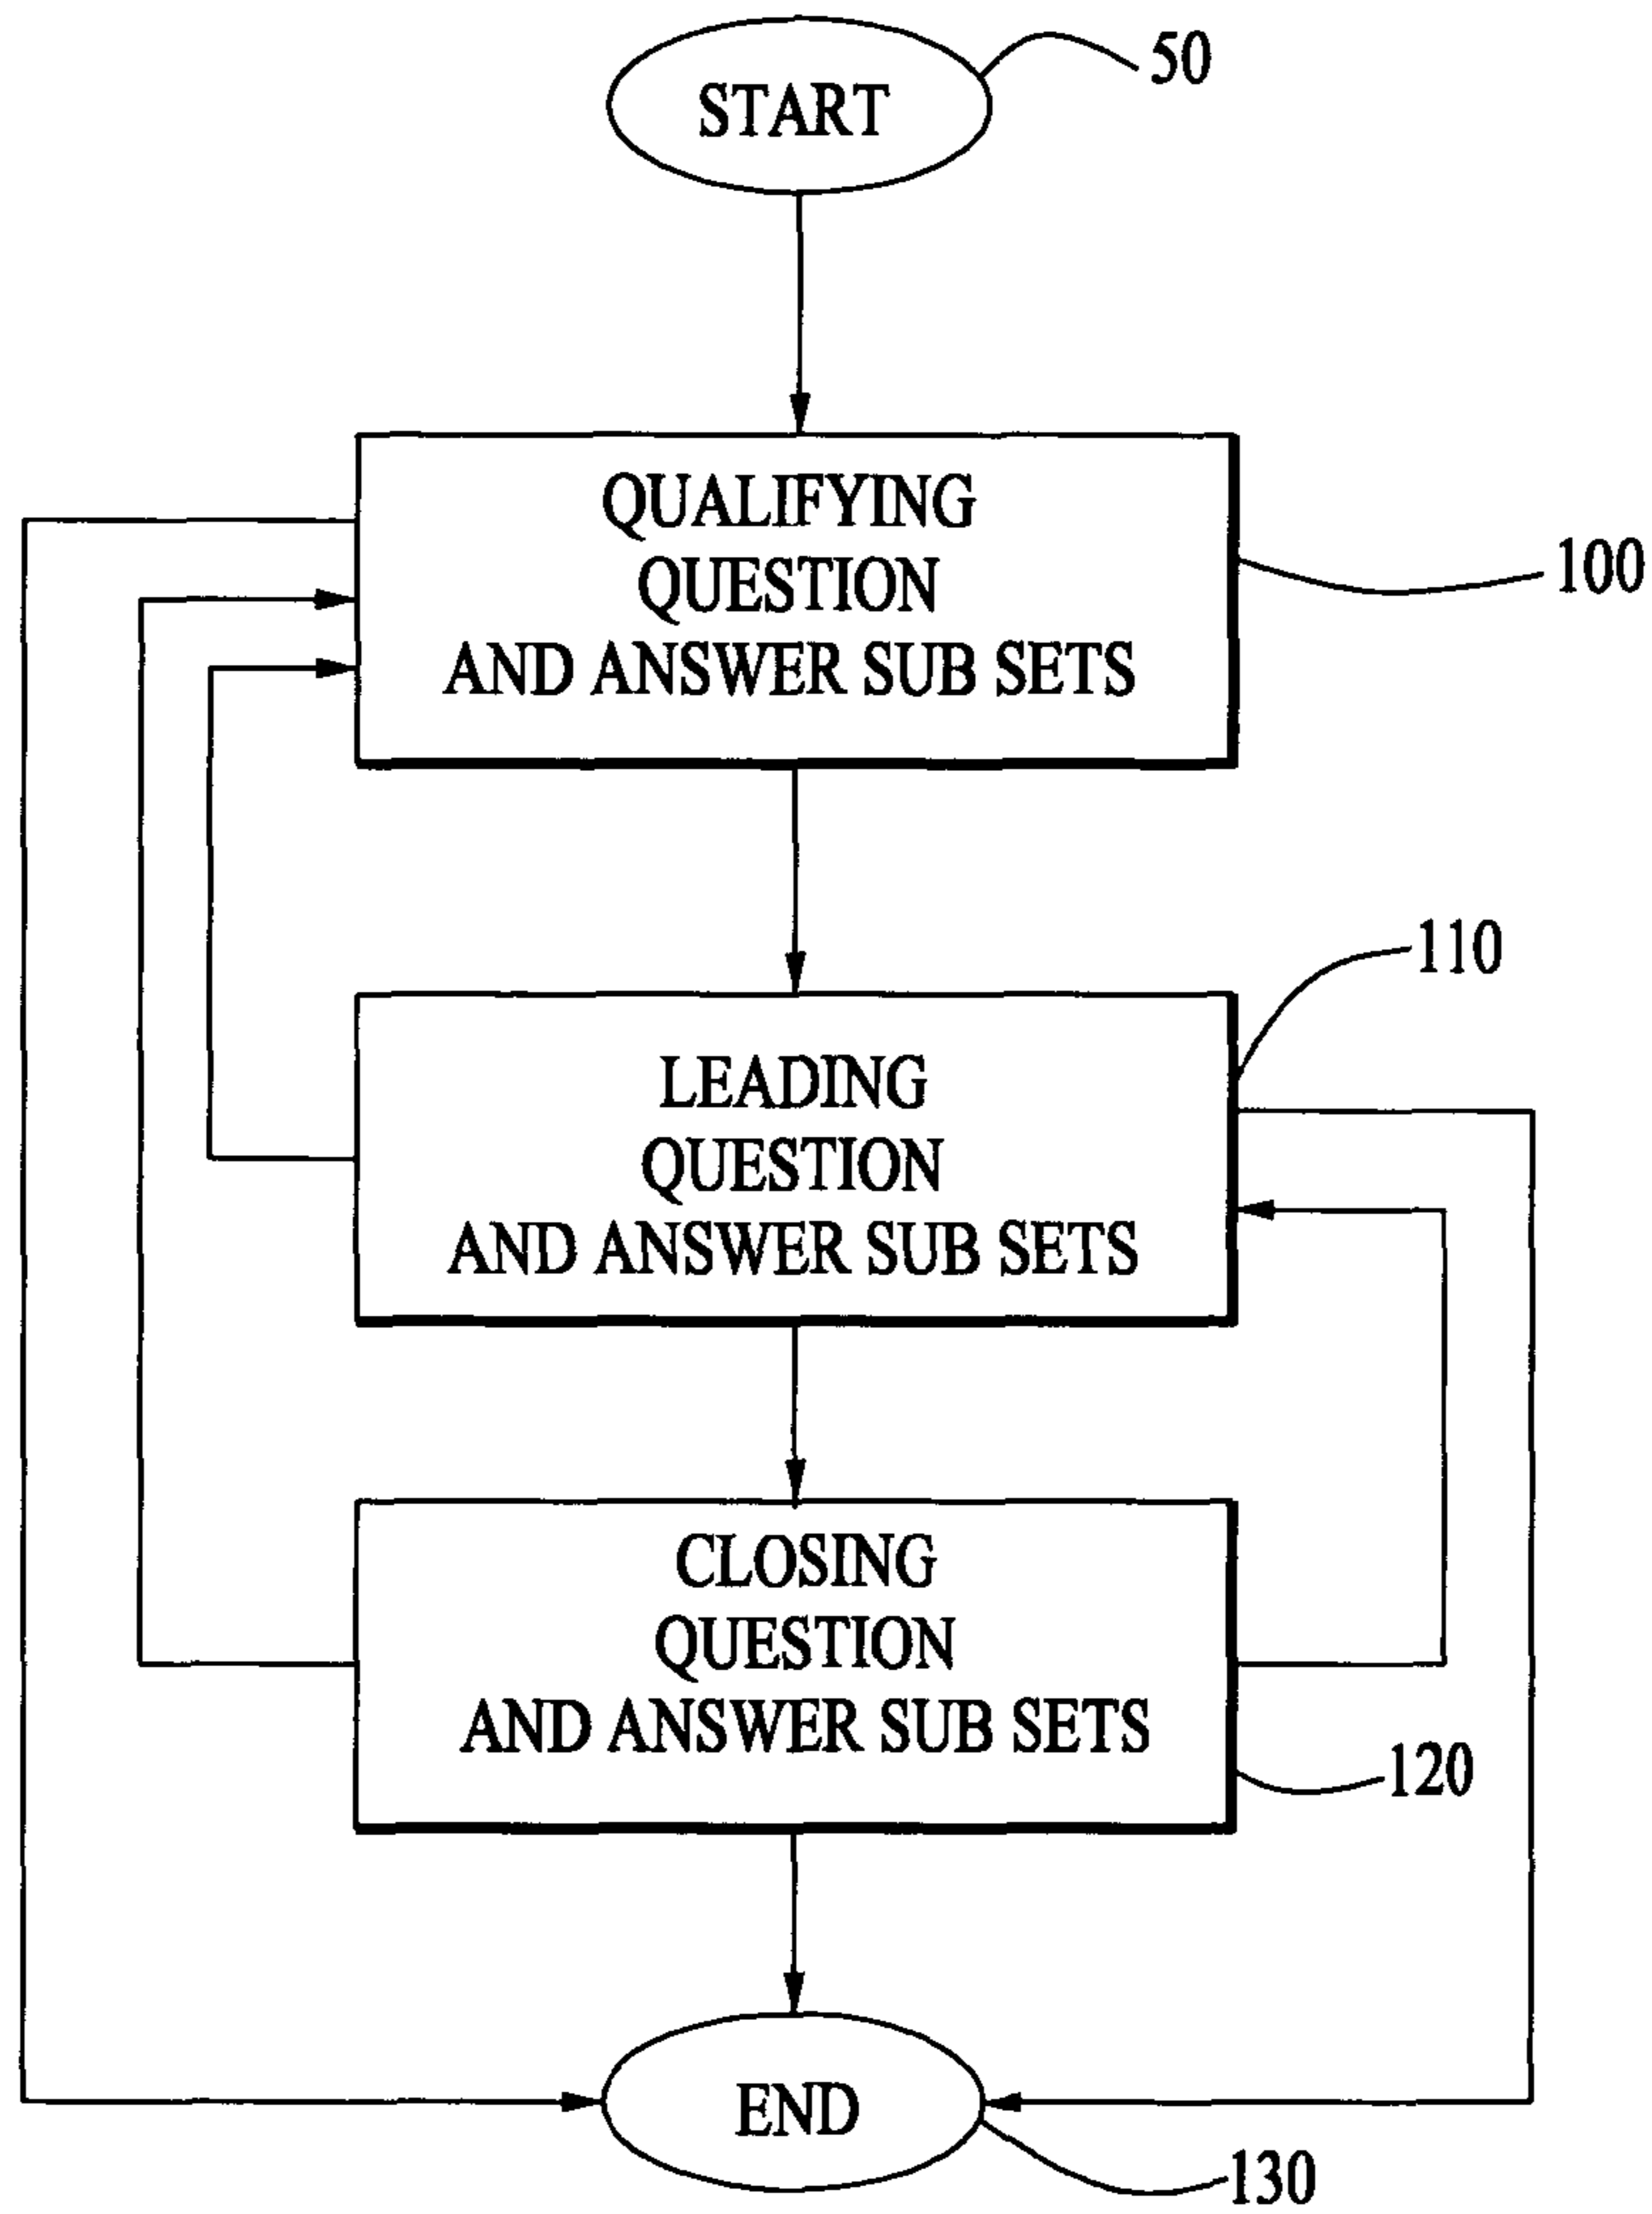 START
50
QUALIFYING
QUESTION
AND ANSWER SUB SETS
100
110
LEADING
QUESTION
AND ANSWER SUB SETS
CLOSING
QUESTION
AND ANSWER SUB SETS
120
END
130